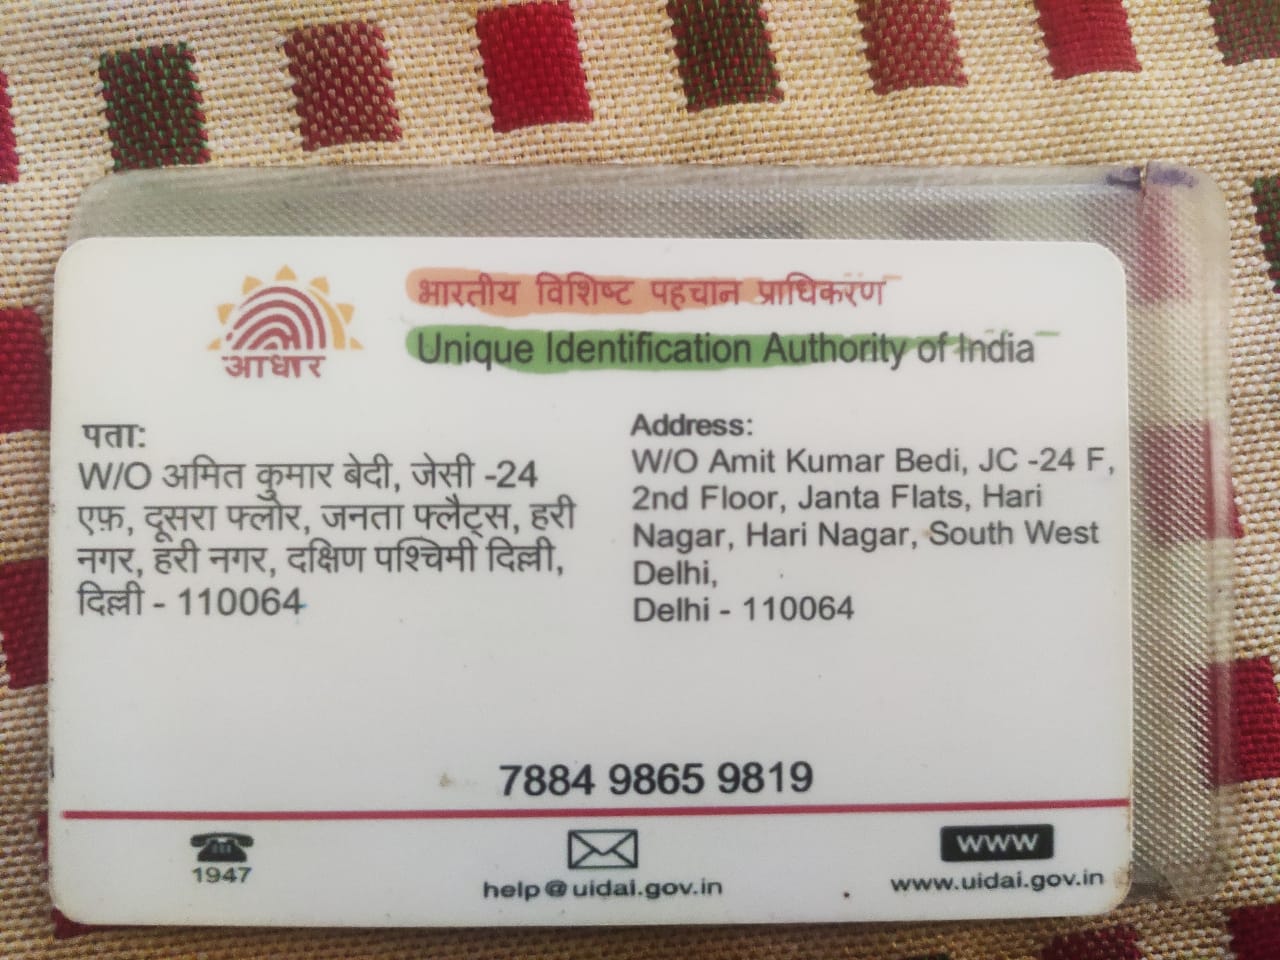 आधार
भारतीय विशिष्ट पहचान प्राधिकरण
Unique Identification Authority of India
पता:
W/O अमित कुमार बेदी, जेसी -24
एफ़, दूसरा फ्लोर, जनता फ्लैट्स, हरी
नगर, हरी नगर, दक्षिण पश्चिमी दिल्ली,
दिल्ली - 110064
Address:
W/O Amit Kumar Bedi, JC -24 F,
2nd Floor, Janta Flats, Hari
Nagar, Hari Nagar, South West
Delhi,
Delhi - 110064
7884 9865 9819
1947
help@uidai.gov.in
www
www.uidai.gov.in